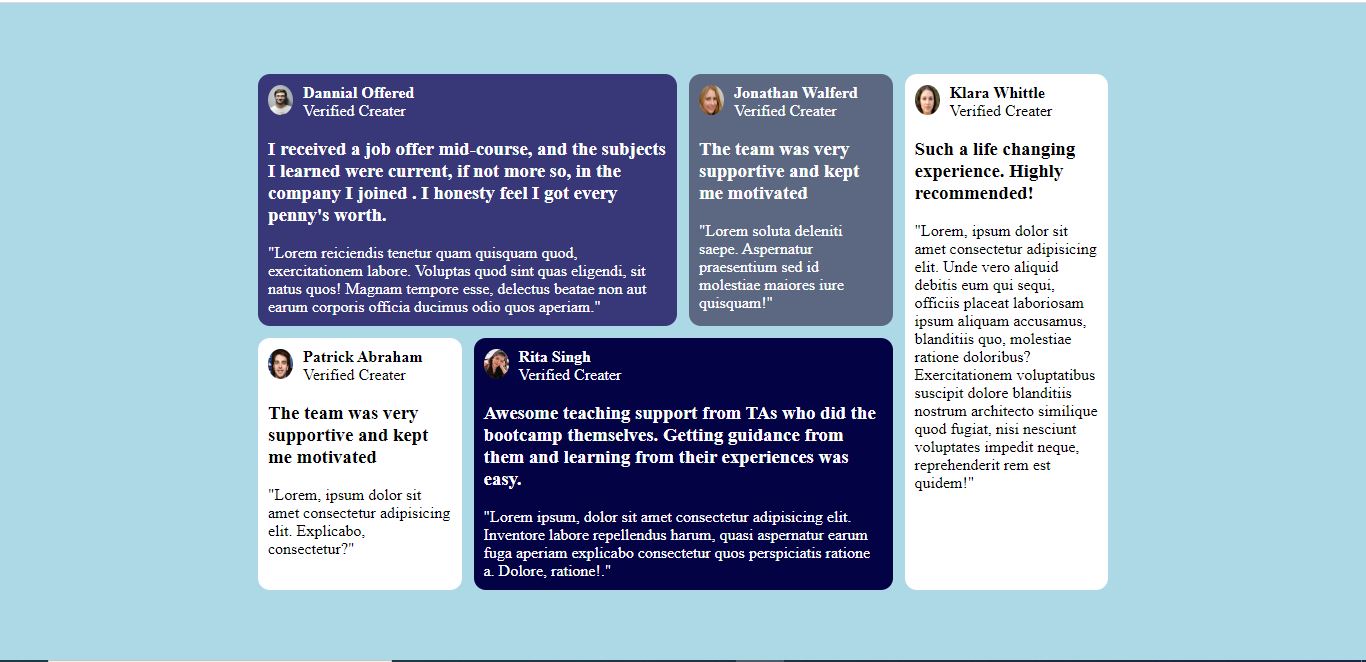 Dannial Offered
Verified Creater
I received a job offer mid-course, and the subjects
I learned were current, if not more so, in the
company I joined . I honesty feel I got every
penny's worth.
"Lorem reiciendis tenetur quam quisquam quod,
exercitationem labore. Voluptas quod sint quas eligendi, sit
natus quos! Magnam tempore esse, delectus beatae non aut
earum corporis officia ducimus odio quos aperiam."
Jonathan Walferd
Verified Creater
The team was very
supportive and kept
me motivated
"Lorem soluta deleniti
saepe. Aspernatur
praesentium sed id
molestiae maiores iure
quisquam!"
Klara Whittle
Verified Creater
Such a life changing
experience. Highly
recommended!
"Lorem, ipsum dolor sit
amet consectetur adipisicing
elit. Unde vero aliquid
debitis eum qui sequi,
officiis placeat laboriosam
ipsum aliquam accusamus,
blanditiis quo, molestiae
ratione doloribus?
Exercitationem voluptatibus
suscipit dolore blanditiis
nostrum architecto similique
quod fugiat, nisi nesciunt
voluptates impedit neque,
reprehenderit rem est
quidem!"
Patrick Abraham
Verified Creater
The team was very
supportive and kept
me motivated
"Lorem, ipsum dolor sit
amet consectetur adipisicing
elit. Explicabo,
consectetur?"
Rita Singh
Verified Creater
Awesome teaching support from TAs who did the
bootcamp themselves. Getting guidance from
them and learning from their experiences was
easy.
"Lorem ipsum, dolor sit amet consectetur adipisicing elit.
Inventore labore repellendus harum, quasi aspernatur earum
fuga aperiam explicabo consectetur quos perspiciatis ratione
a. Dolore, ratione!."